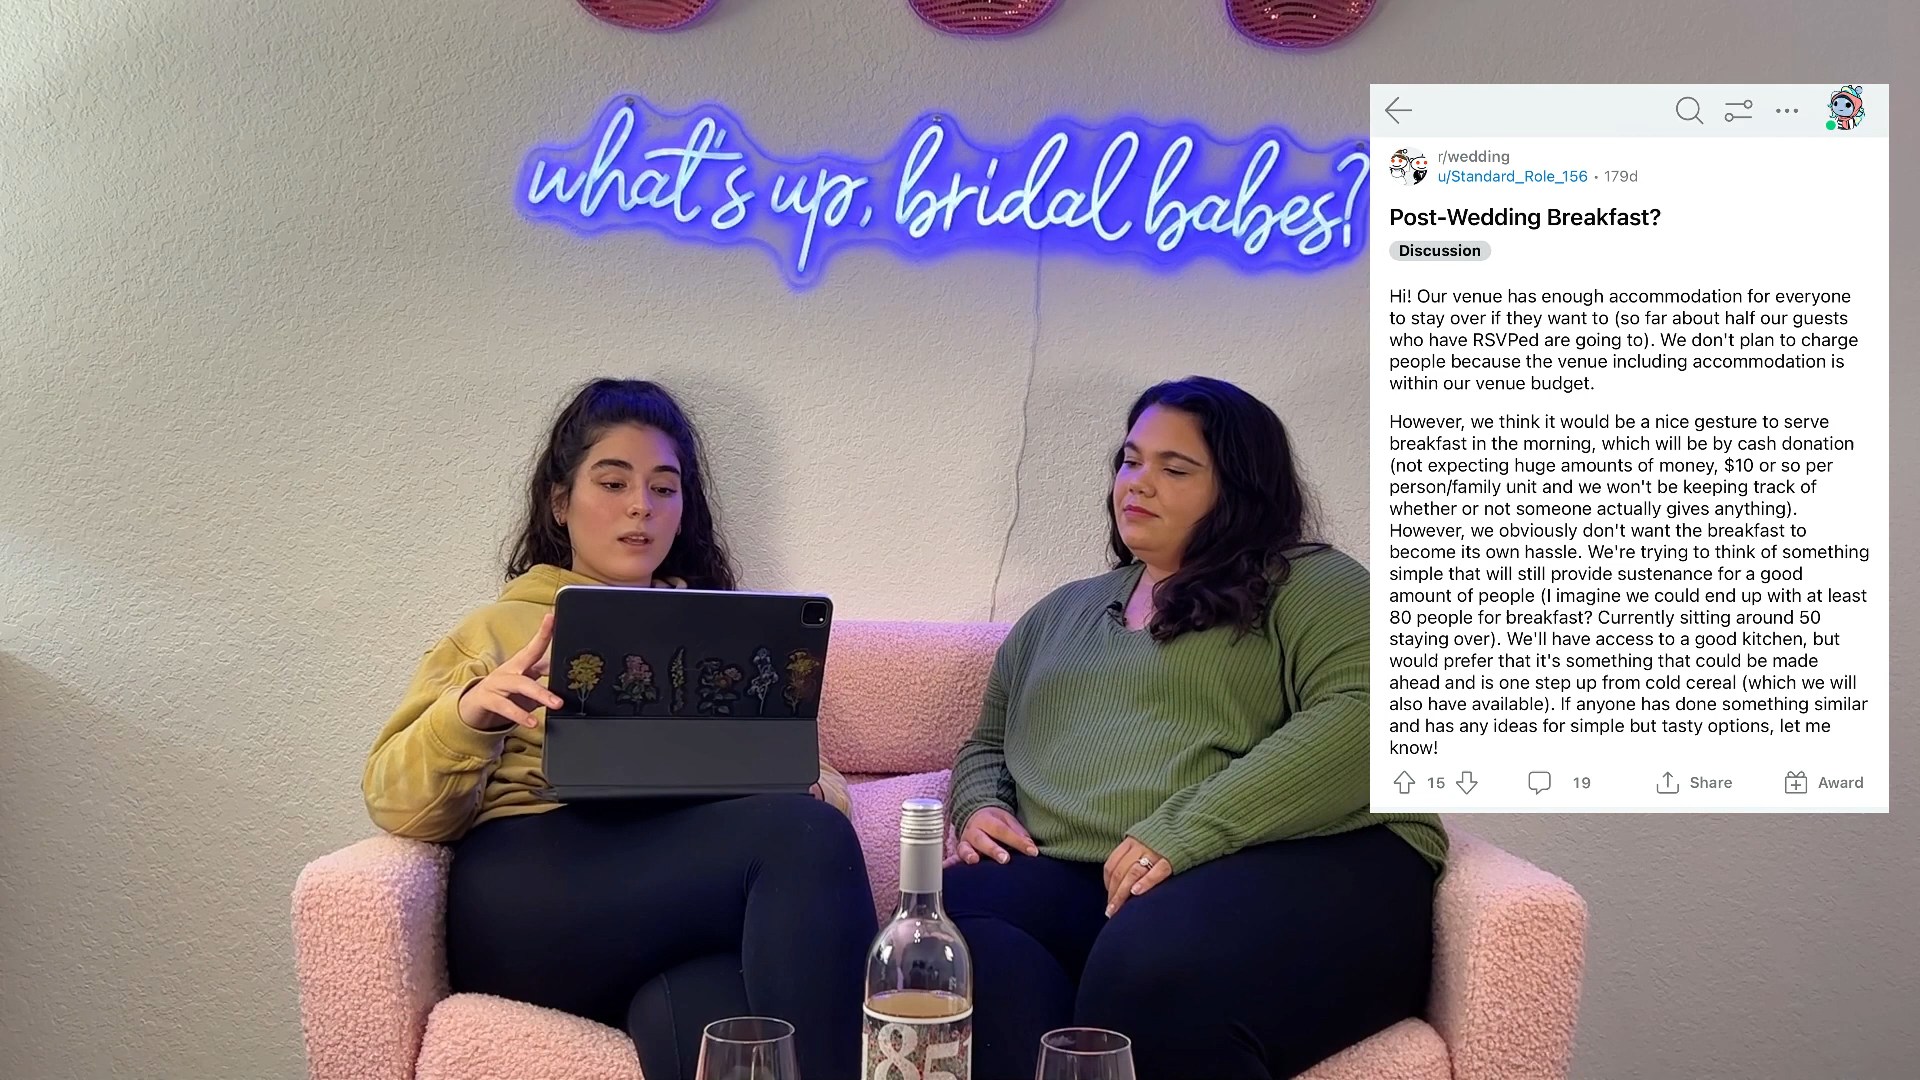 what's up, bridal babes?
r/wedding
u/Standard_Role_156 • 179d
Post-Wedding Breakfast?
Discussion
Hi! Our venue has enough accommodation for everyone
to stay over if they want to (so far about half our guests
who have RSVPed are going to). We don't plan to charge
people because the venue including accommodation is
within our venue budget.
However, we think it would be a nice gesture to serve
breakfast in the morning, which will be by cash donation
(not expecting huge amounts of money, $10 or so per
person/family unit and we won't be keeping track of
whether or not someone actually gives anything).
However, we obviously don't want the breakfast to
become its own hassle. We're trying to think of something
simple that will still provide sustenance for a good
amount of people (I imagine we could end up with at least
80 people for breakfast? Currently sitting around 50
staying over). We'll have access to a good kitchen, but
would prefer that it's something that could be made
ahead and is one step up from cold cereal (which we will
also have available). If anyone has done something similar
and has any ideas for simple but tasty options, let me
know!
15 19 Share Award
85